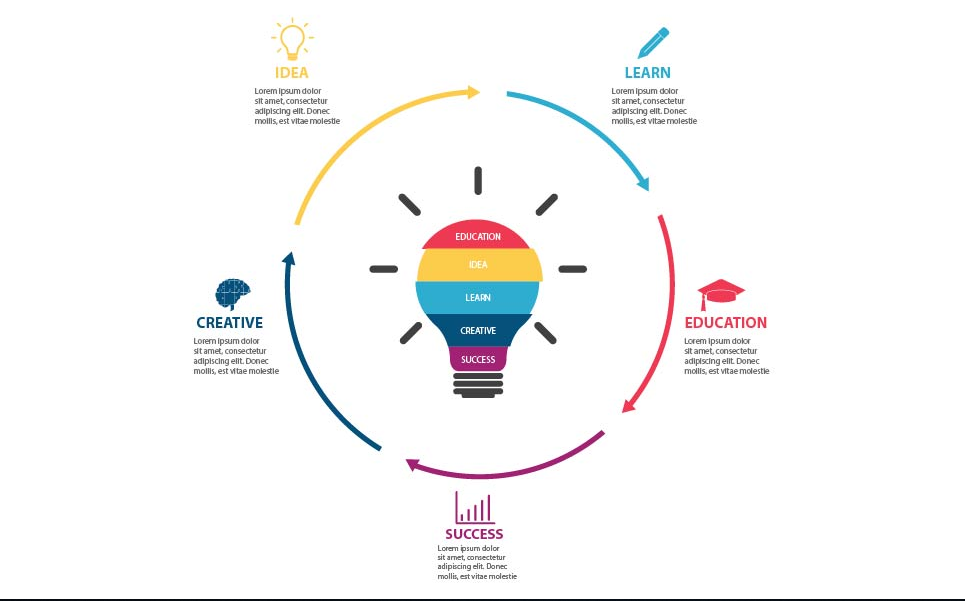 IDEA
Lorem ipsum dolor
sit amet, consectetur
adipiscing elit. Donec
mollis, est vitae molestie
LEARN
Lorem ipsum dolor
sit amet, consectetur
adipiscing elit. Donec
mollis, est vitae molestie
EDUCATION
IDEA
LEARN
CREATIVE
SUCCESS
CREATIVE
Lorem ipsum dolor
sit amet, consectetur
adipiscing elit. Donec
mollis, est vitae molestie
EDUCATION
Lorem ipsum dolor
sit amet, consectetur
adipiscing elit. Donec
mollis, est vitae molestie
SUCCESS
Lorem ipsum dolor
sit amet, consectetur
adipiscing elit. Donec
mollis, est vitae molestie